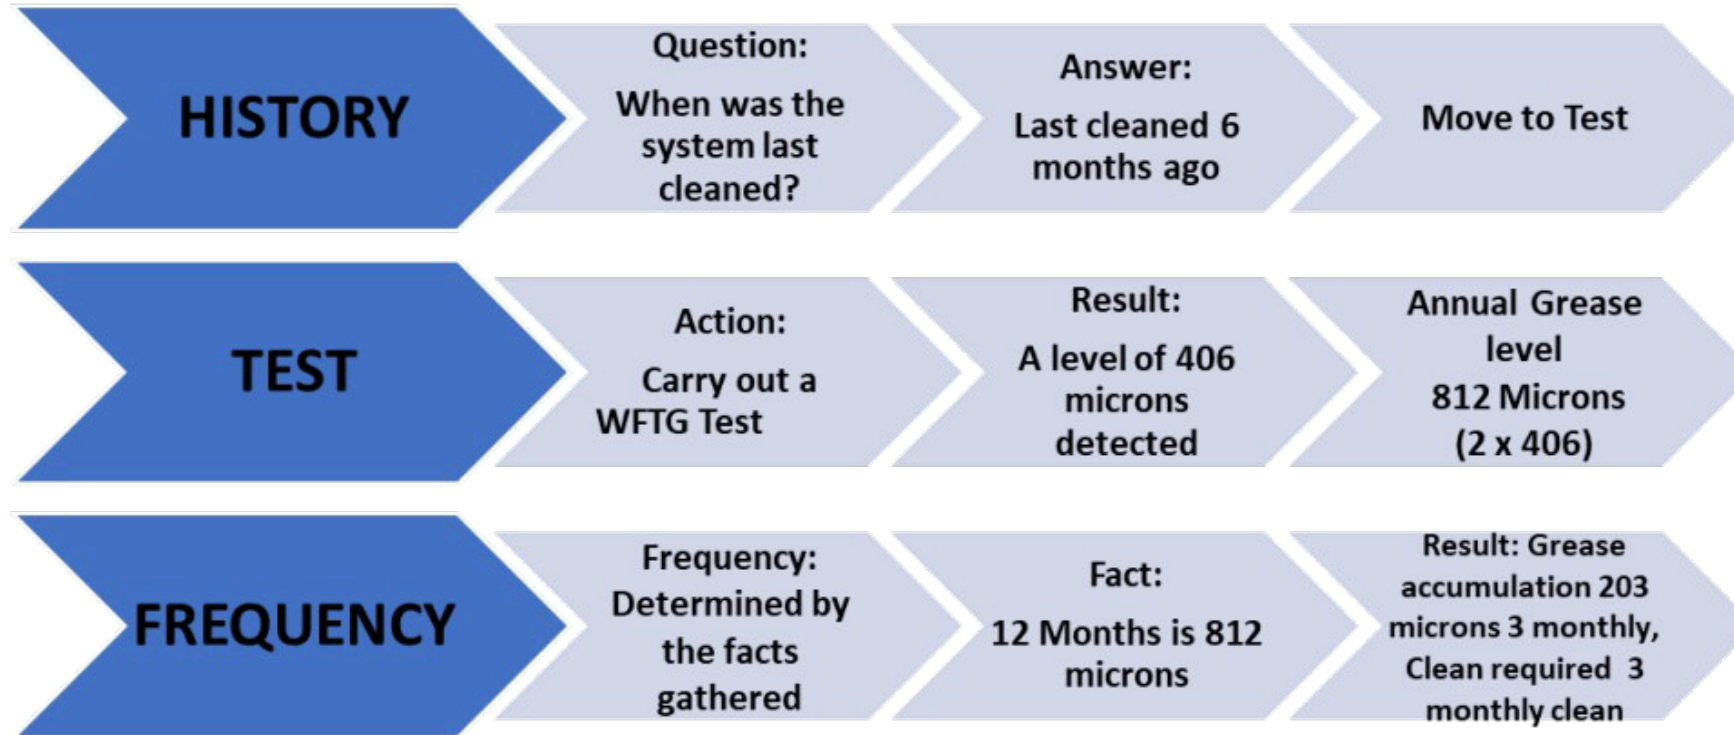 HISTORY
Question:
When was the
system last
cleaned?
Answer:
Last cleaned 6
months ago
Move to Test
TEST
Action:
Carry out a
WFTG Test
Result:
A level of 406
microns
detected
Annual Grease
level
812 Microns
(2 x 406)
FREQUENCY
Frequency:
Determined by
the facts
gathered
Fact:
12 Months is 812
microns
Result: Grease
accumulation 203
microns 3 monthly,
Clean required 3
monthly clean